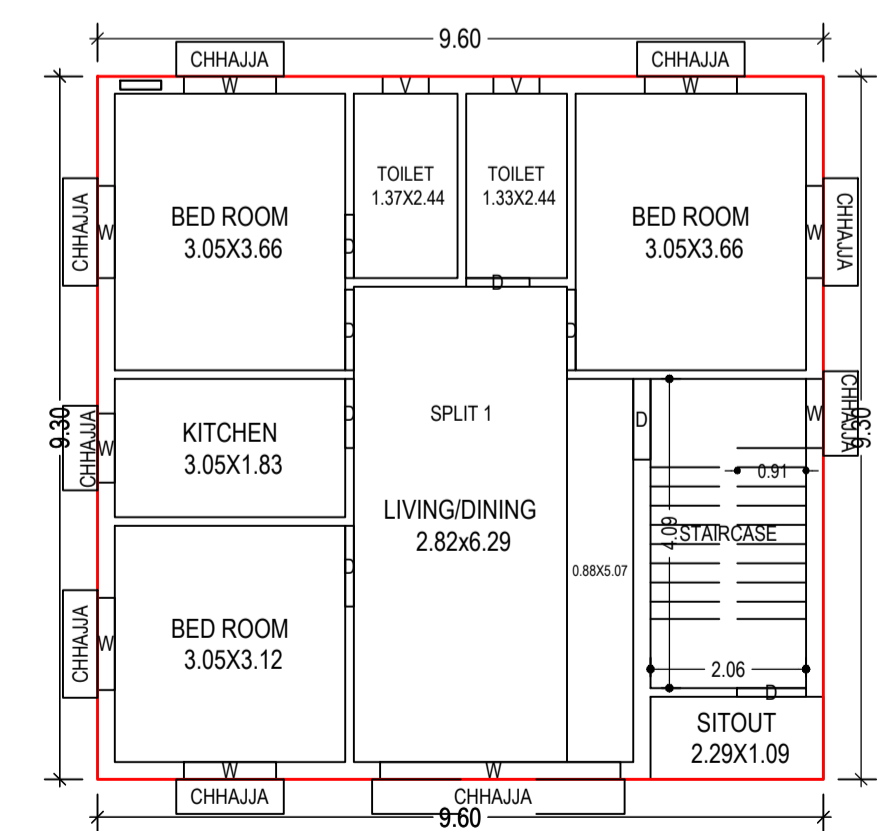 9.60
CHHAJJA
CHHAJJA
W
V
V
W
TOILET
1.37X2.44
TOILET
1.33X2.44
CHHAJJA
W
BED ROOM
3.05X3.66
D
BED ROOM
3.05X3.66
W
CHHAJJA
D
D
D
9.30
CHHAJJA
W
KITCHEN
3.05X1.83
D
SPLIT 1
D
W
CHHAJJA
9.30
0.91
LIVING/DINING
2.82x6.29
4.09
STAIRCASE
D
0.88X5.07
CHHAJJA
W
BED ROOM
3.05X3.12
2.06
D
SITOUT
2.29X1.09
W
W
CHHAJJA
CHHAJJA
9.60